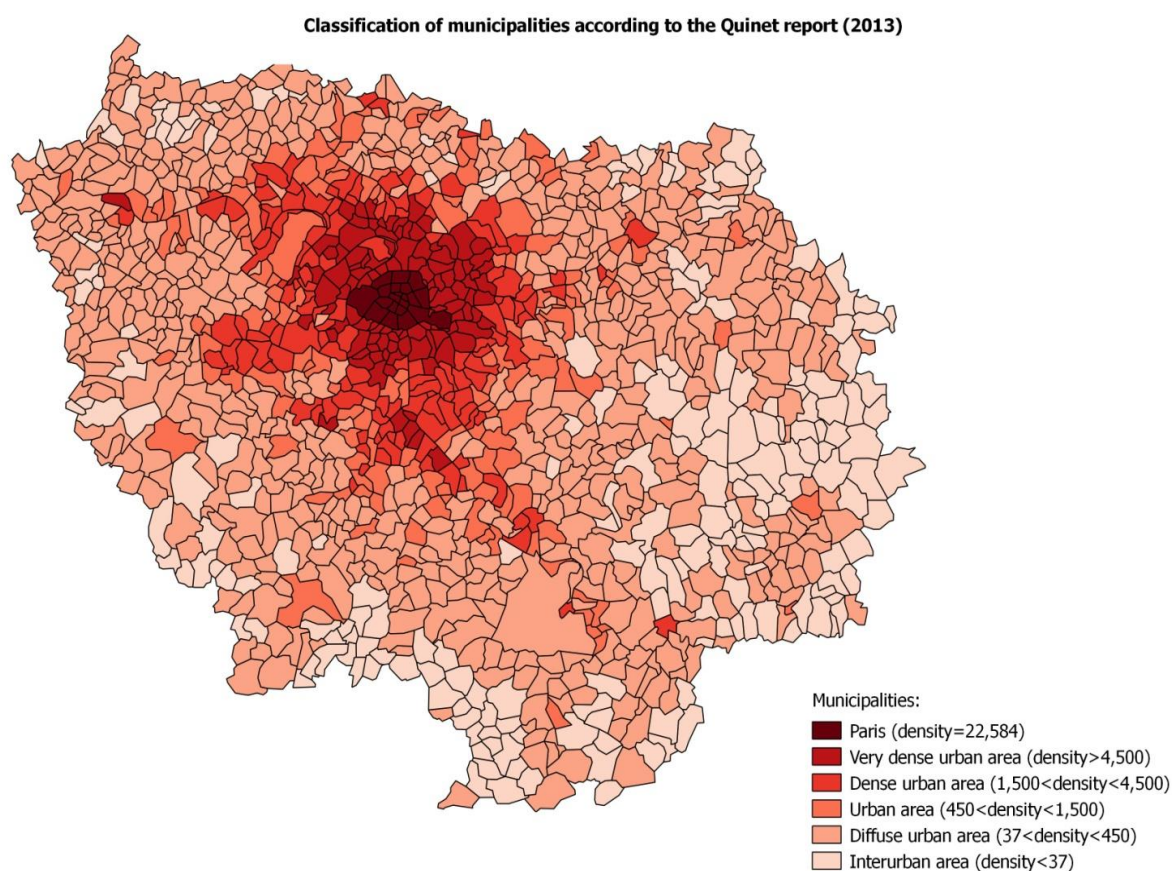 Classification of municipalities according to the Quinet report (2013)
Municipalities:
Paris (density=22,584)
Very dense urban area (density>4,500)
Dense urban area (1,500<density<4,500)
Urban area (450<density<1,500)
Diffuse urban area (37<density<450)
Interurban area (density<37)